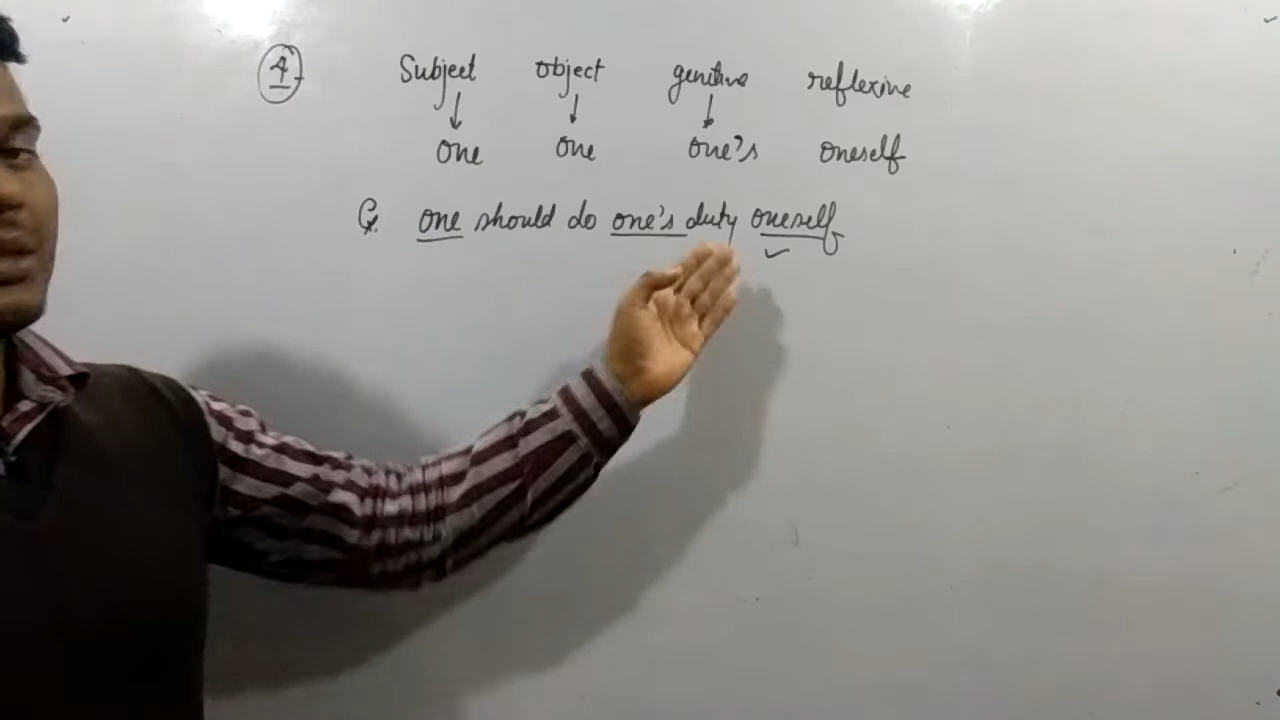 4 Subject object genitive reflexive
one one one's oneself
Q. one should do one's duty oneself